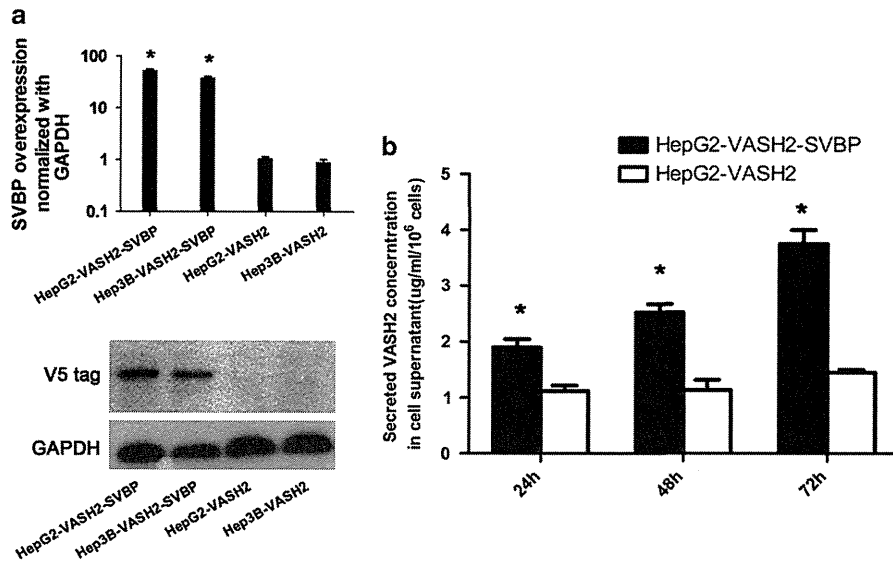 a
SVBP overexpression
normalized with
GAPDH
100
10
1
0.1
*
*
HepG2-VASH2-SVBP
Hep3B-VASH2-SVBP
HepG2-VASH2
Hep3B-VASH2
V5 tag
GAPDH
HepG2-VASH2-SVBP
Hep3B-VASH2-SVBP
HepG2-VASH2
Hep3B-VASH2
b
HepG2-VASH2-SVBP
HepG2-VASH2
Secreted VASH2 concerntration
in cell supernatant(ug/ml/10⁶ cells)
5
4
3
2
1
0
*
*
*
24h
48h
72h